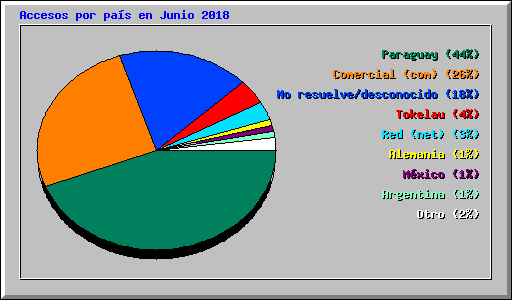 Accesos por país en Junio 2018
Paraguay (44%)
Comercial (com) (26%)
No resuelve/desconocido (18%)
Tokelau (4%)
Red (net) (3%)
Alemania (1%)
México (1%)
Argentina (1%)
Otro (2%)